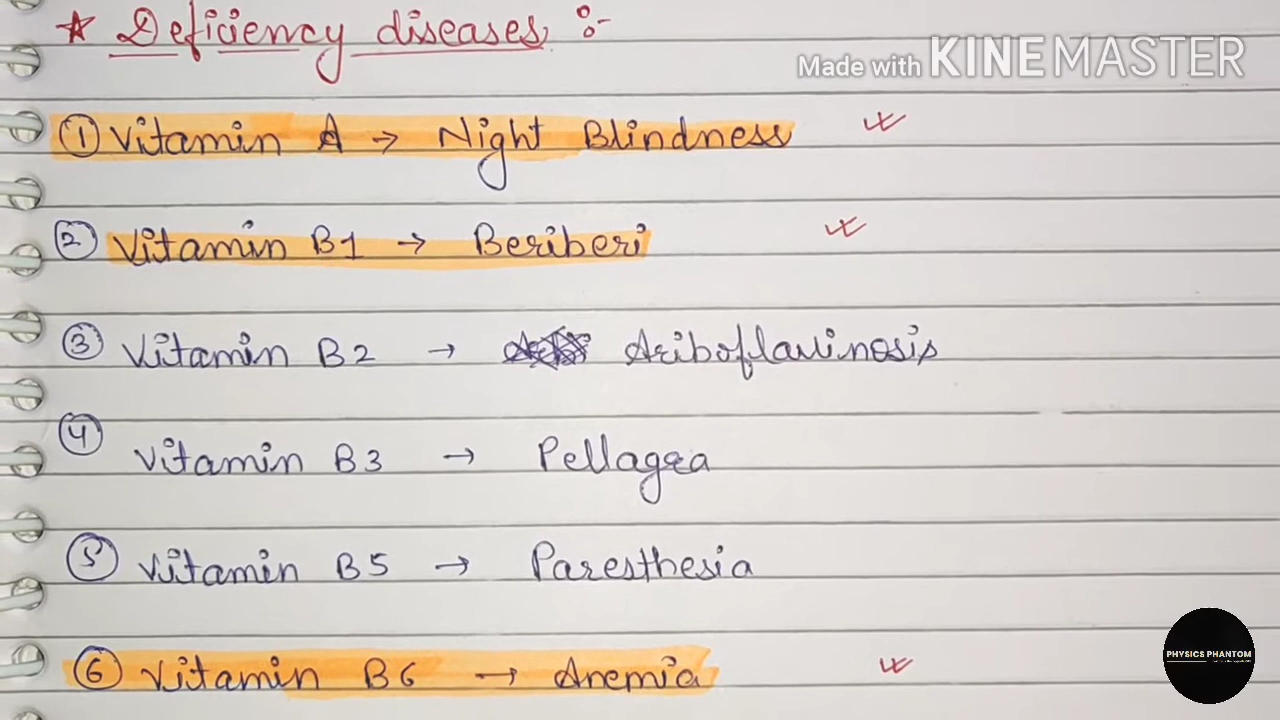 ★ Deficiency diseases :-
Made with KINEMASTER
① Vitamin A → Night Blindness
② Vitamin B1 → Beriberi
③ Vitamin B2 → Ariboflavinosis
④ Vitamin B3 → Pellagra
⑤ Vitamin B5 → Paresthesia
⑥ Vitamin B6 → Anemia
PHYSICS PHANTOM